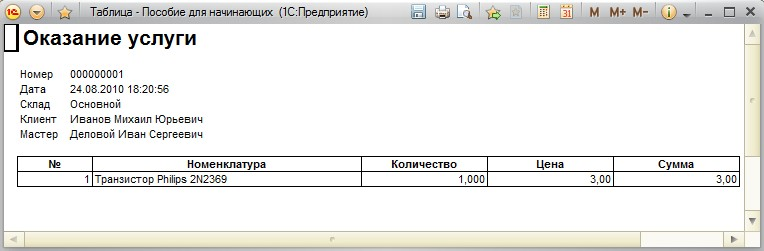 1С Таблица - Пособие для начинающих (1С:Предприятие) 31 M M+ M-
Оказание услуги
Номер 000000001
Дата 24.08.2010 18:20:56
Склад Основной
Клиент Иванов Михаил Юрьевич
Мастер Деловой Иван Сергеевич
№ Номенклатура Количество Цена Сумма
1 Транзистор Philips 2N2369 1,000 3,00 3,00